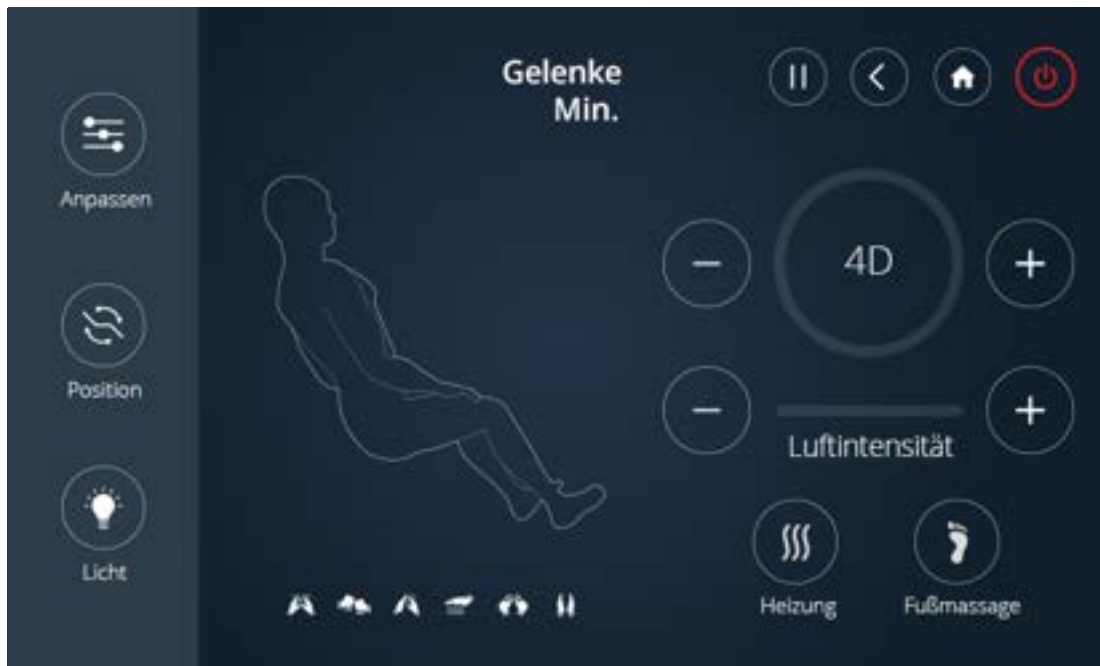 Gelenke
Min.
Anpassen
4D
Position
Luftintensität
Licht
Heizung
Fußmassage